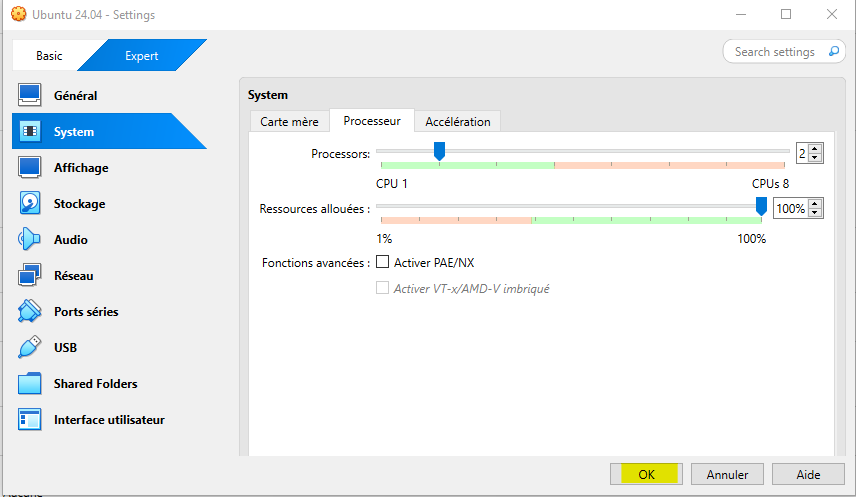 Ubuntu 24.04 - Settings
Basic
Expert
Search settings
Général
System
Affichage
Stockage
Audio
Réseau
Ports séries
USB
Shared Folders
Interface utilisateur
System
Carte mère
Processeur
Accélération
Processors:
2
CPU 1
CPUs 8
Ressources allouées :
100%
1%
100%
Fonctions avancées :
Activer PAE/NX
Activer VT-x/AMD-V imbriqué
OK
Annuler
Aide